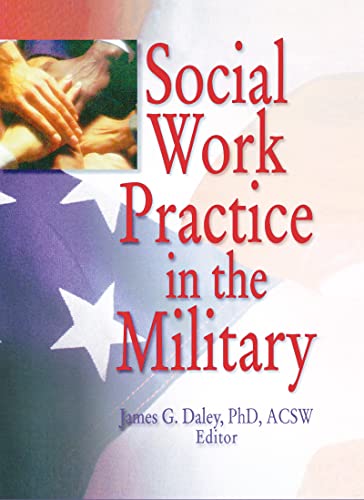 Social
Work
Practice
in the
Military
James G. Daley, PhD, ACSW
Editor